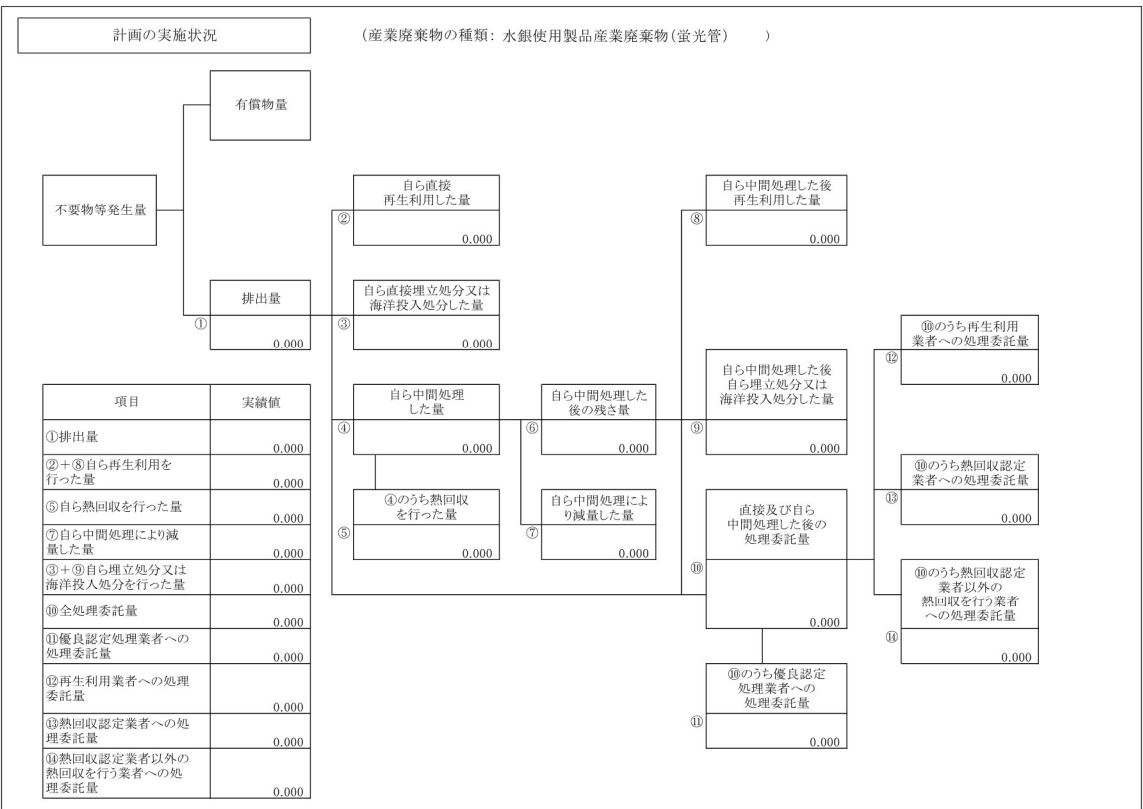 計画の実施状況
(産業廃棄物の種類: 水銀使用製品産業廃棄物(蛍光管) )
有償物量
不要物等発生量
排出量
①
0.000
自ら直接
再生利用した量
②
0.000
自ら直接埋立処分又は
海洋投入処分した量
③
0.000
自ら中間処理
した量
④
0.000
④のうち熱回収
を行った量
⑤
0.000
自ら中間処理した
後の残さ量
⑥
0.000
自ら中間処理によ
り減量した量
⑦
0.000
自ら中間処理した後
再生利用した量
⑧
0.000
自ら中間処理した後
自ら埋立処分又は
海洋投入処分した量
⑨
0.000
直接及び自ら
中間処理した後の
処理委託量
⑩
0.000
⑩のうち優良認定
処理業者への
処理委託量
⑪
0.000
⑩のうち再生利用
業者への処理委託量
⑫
0.000
⑩のうち熱回収認定
業者への処理委託量
⑬
0.000
⑩のうち熱回収認定
業者以外の
熱回収を行う業者
への処理委託量
⑭
0.000
項目 実績値
①排出量
0.000
②+⑧自ら再生利用を
行った量 0.000
⑤自ら熱回収を行った量
0.000
⑦自ら中間処理により減
量した量 0.000
③+⑨自ら埋立処分又は
海洋投入処分を行った量 0.000
⑩全処理委託量
0.000
⑪優良認定処理業者への
処理委託量 0.000
⑫再生利用業者への処理
委託量
0.000
⑬熱回収認定業者への処
理委託量 0.000
⑭熱回収認定業者以外の
熱回収を行う業者への処
理委託量 0.000